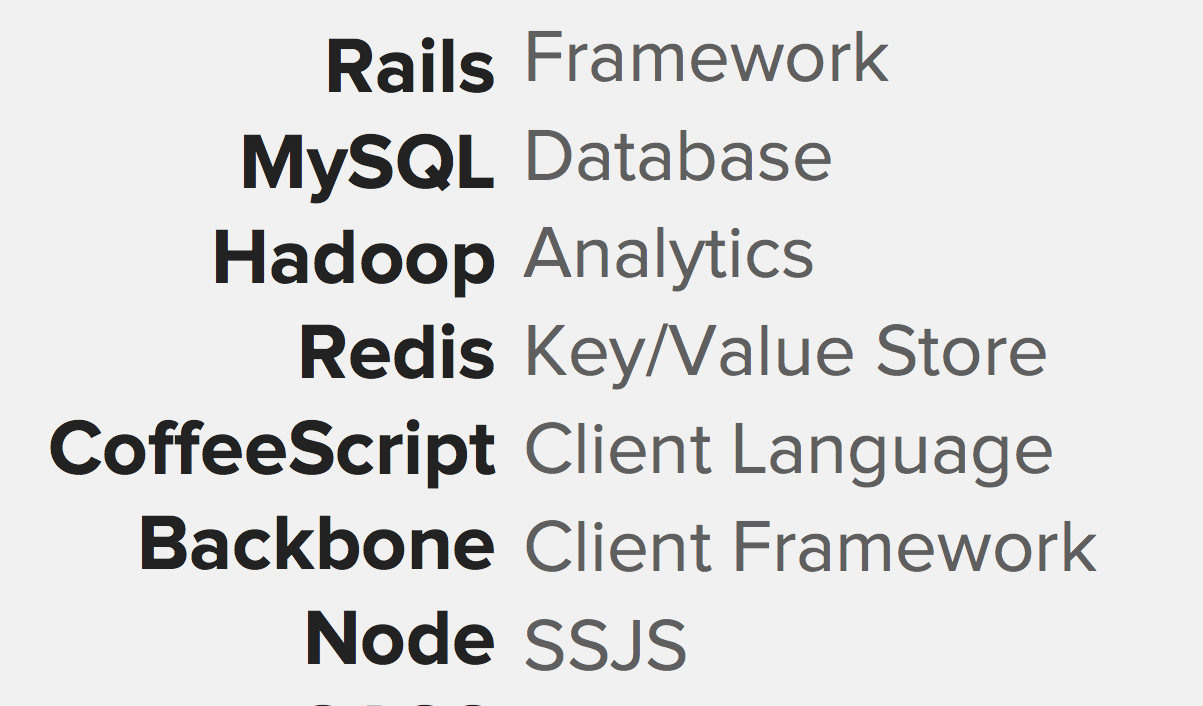 Rails Framework
MySQL Database
Hadoop Analytics
Redis Key/Value Store
CoffeeScript Client Language
Backbone Client Framework
Node SSJS